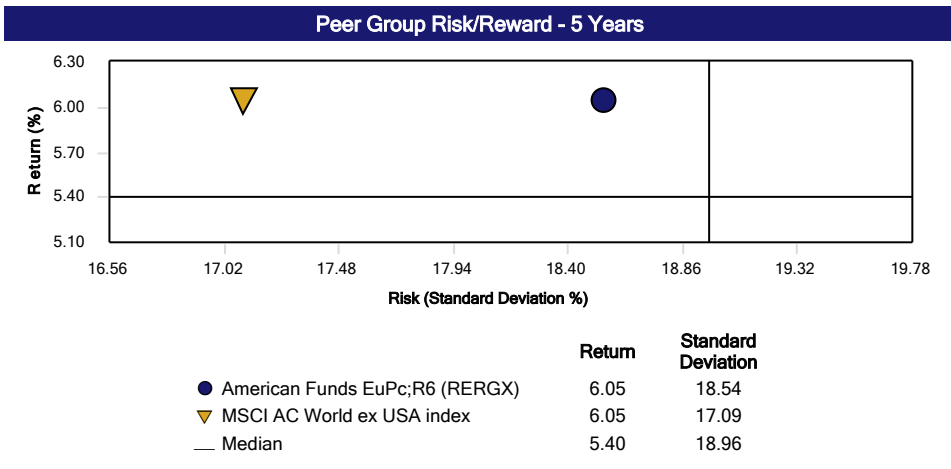 Peer Group Risk/Reward - 5 Years
6.30
6.00
5.70
5.40
5.10
R eturn (%)
16.56 17.02 17.48 17.94 18.40 18.86 19.32 19.78
Risk (Standard Deviation %)
Return Standard Deviation
American Funds EuPc;R6 (RERGX) 6.05 18.54
MSCI AC World ex USA index 6.05 17.09
Median 5.40 18.96